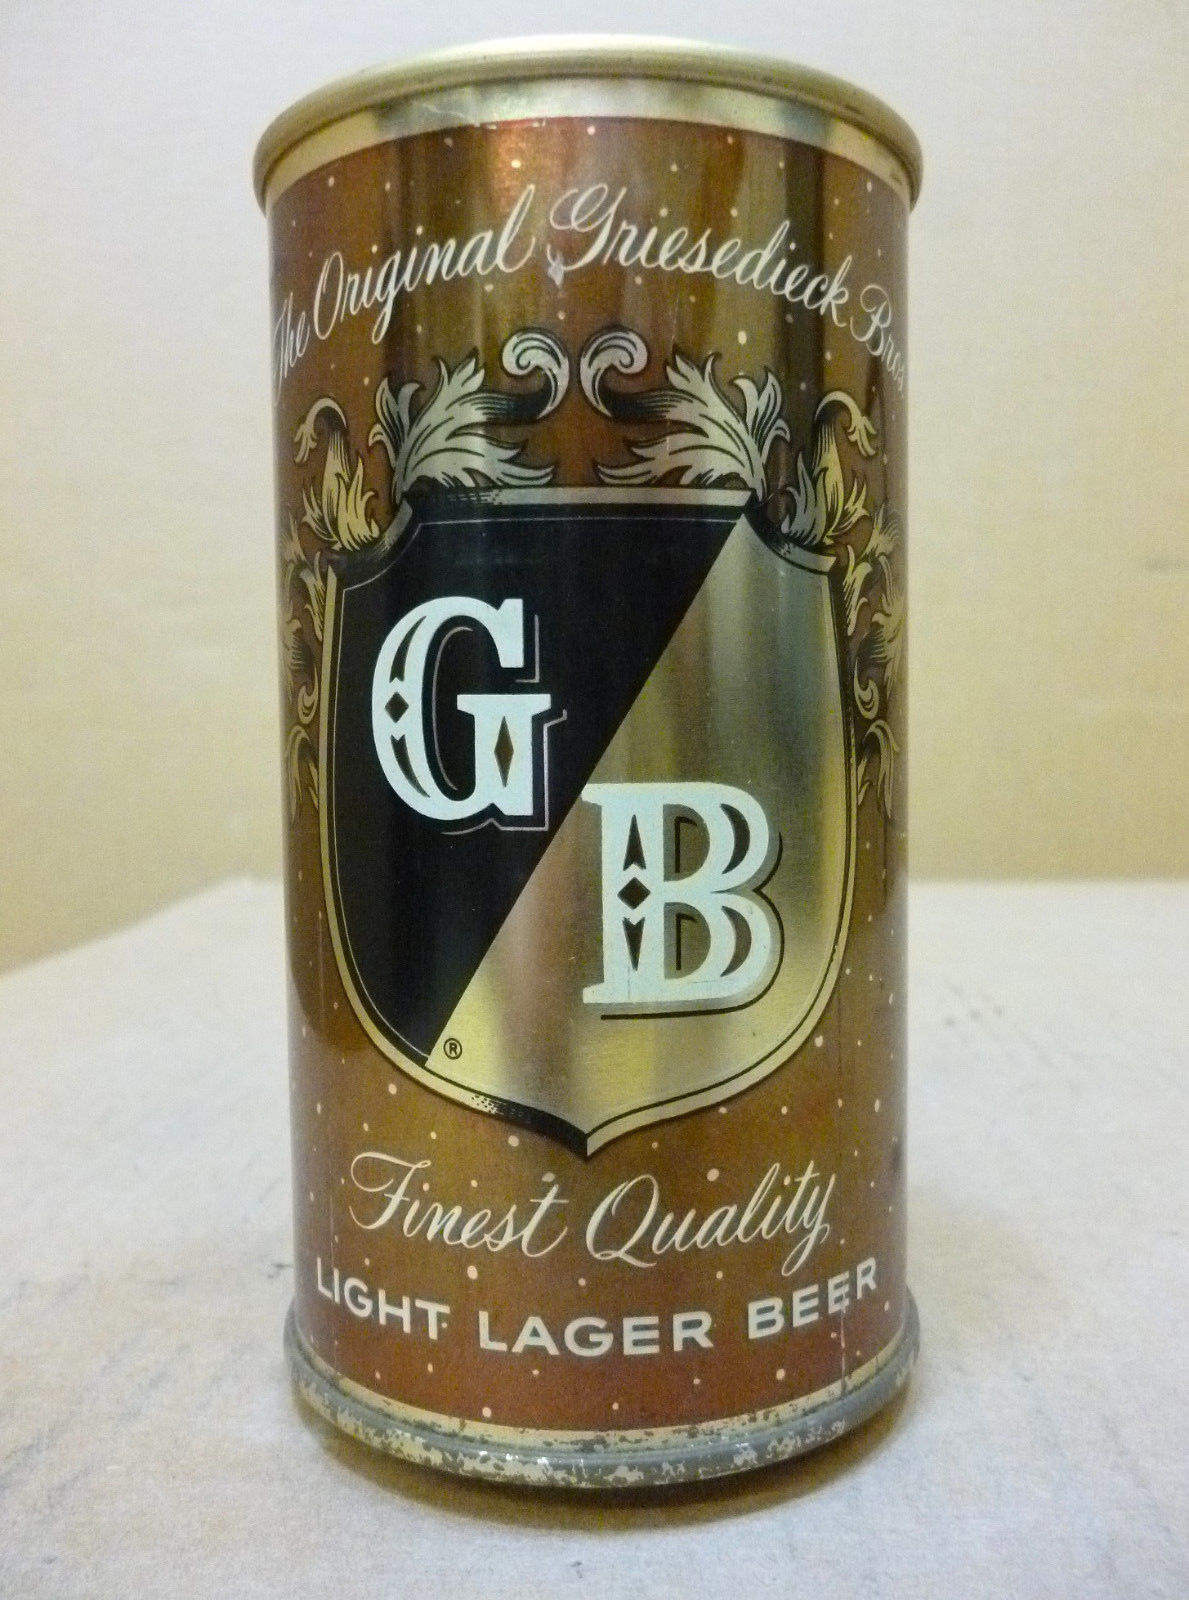 The Original Griesedieck Bros
G
B
®
Finest Quality
LIGHT LAGER BEER